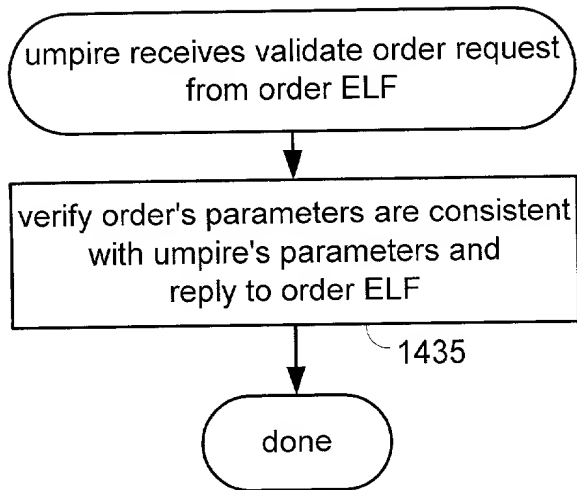 umpire receives validate order request
from order ELF
verify order's parameters are consistent
with umpire's parameters and
reply to order ELF
1435
done